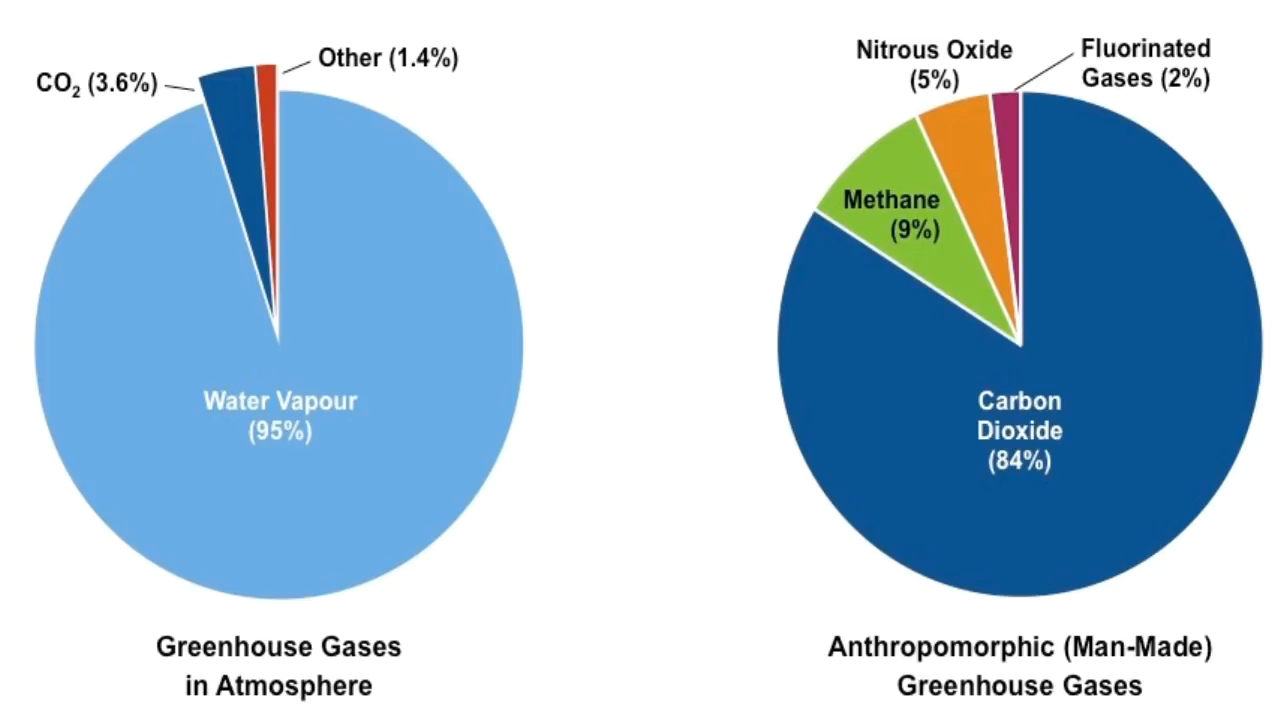 CO₂ (3.6%)
Other (1.4%)
Water Vapour
(95%)
Greenhouse Gases
in Atmosphere
Nitrous Oxide
(5%)
Fluorinated
Gases (2%)
Methane
(9%)
Carbon
Dioxide
(84%)
Anthropomorphic (Man-Made)
Greenhouse Gases